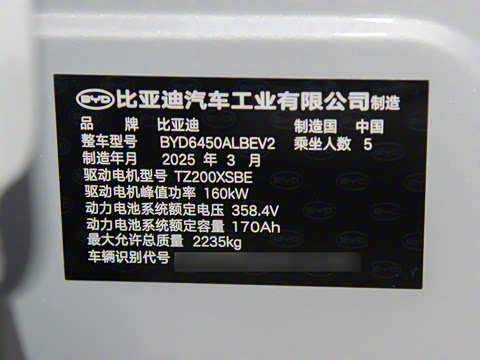 BYD 比亚迪汽车工业有限公司制造
品 牌 比亚迪 制造国 中国
整车型号 BYD6450ALBEV2 乘坐人数 5
制造年月 2025 年 3 月
驱动电机型号 TZ200XSBE
驱动电机峰值功率 160kW
动力电池系统额定电压 358.4V
动力电池系统额定容量 170Ah
最大允许总质量 2235kg
车辆识别代号